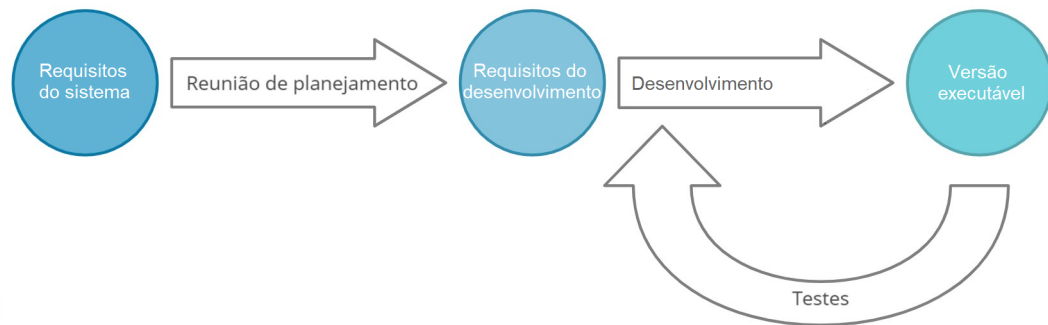 Requisitos
do sistema
Reunião de planejamento
Requisitos do
desenvolvimento
Desenvolvimento
Versão
executável
Testes